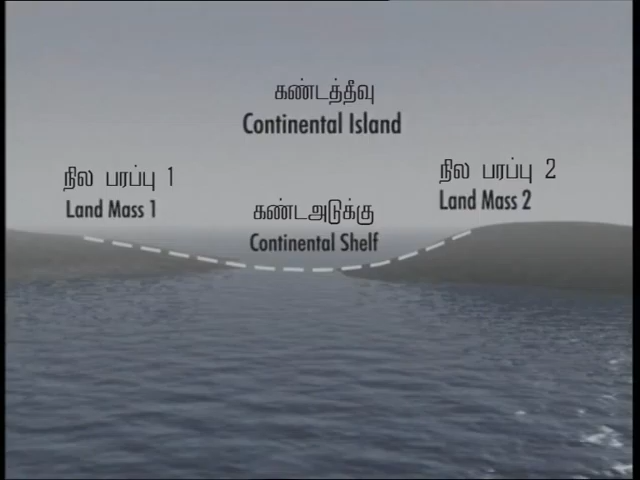 கண்டத்தீவு
Continental Island
நில பரப்பு 1
Land Mass 1
நில பரப்பு 2
Land Mass 2
கண்டஅடுக்கு
Continental Shelf